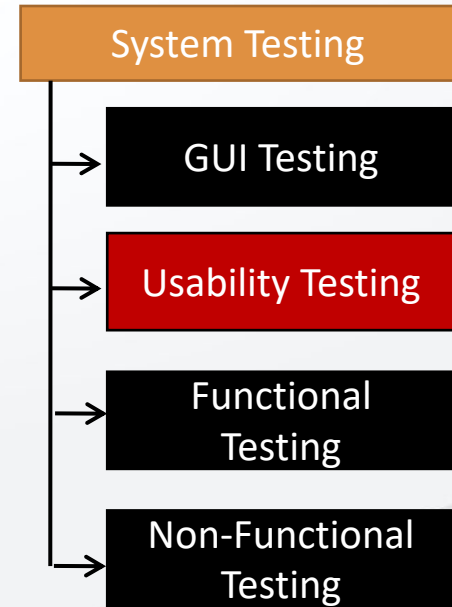 System Testing
GUI Testing
Usability Testing
Functional
Testing
Non-Functional
Testing